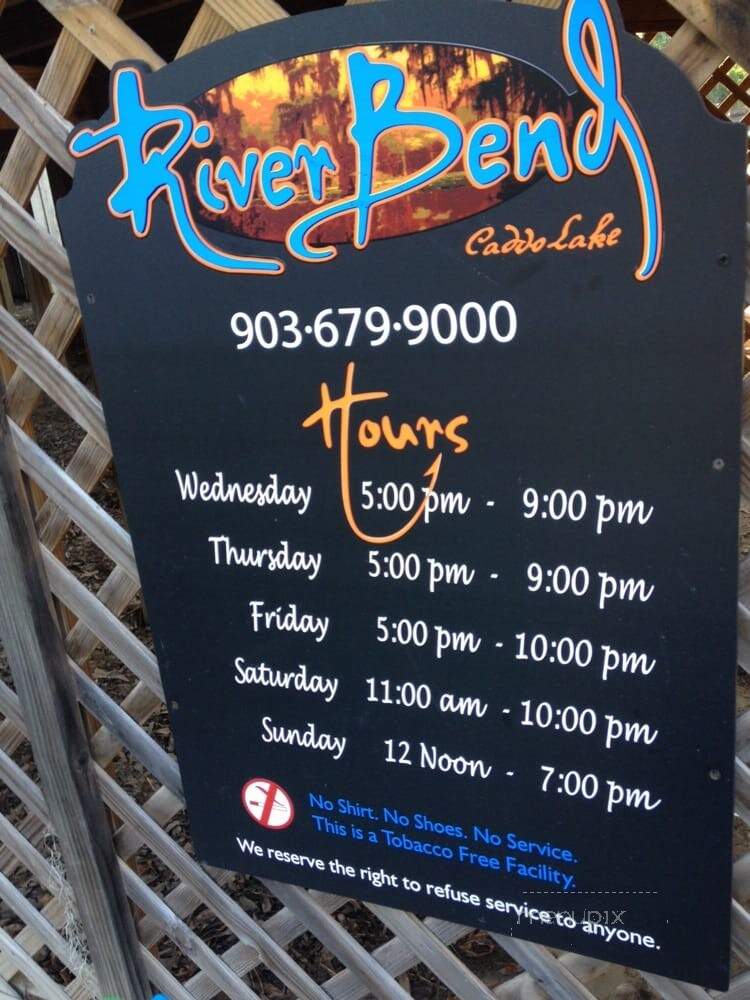 River Bend
Caddo Lake
903·679·9000
Hours
Wednesday 5:00 pm - 9:00 pm
Thursday 5:00 pm - 9:00 pm
Friday 5:00 pm - 10:00 pm
Saturday 11:00 am - 10:00 pm
Sunday 12 Noon - 7:00 pm
No Shirt. No Shoes. No Service.
This is a Tobacco Free Facility.
We reserve the right to refuse service to anyone.